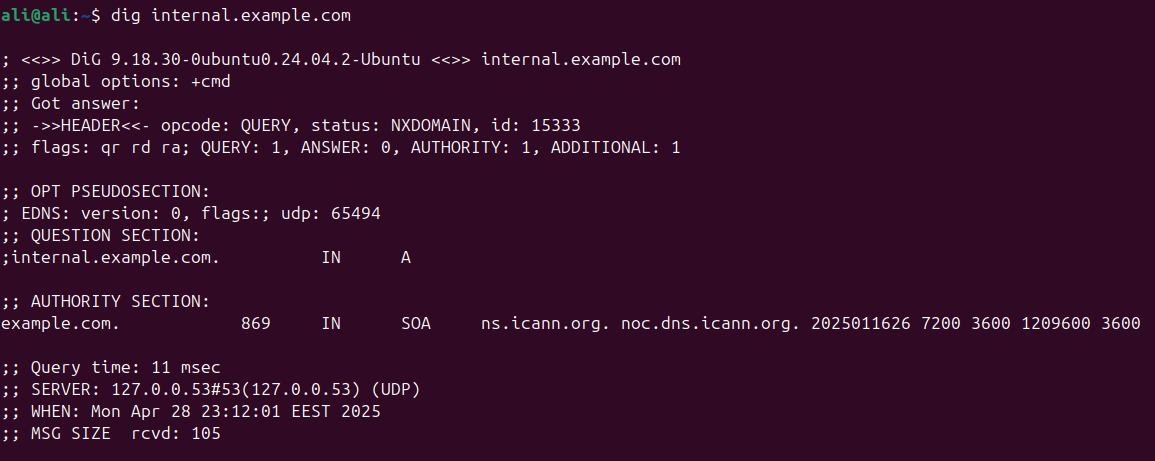 ali@ali:~$ dig internal.example.com
; <<>> DiG 9.18.30-0ubuntu0.24.04.2-Ubuntu <<>> internal.example.com
;; global options: +cmd
;; Got answer:
;; ->>HEADER<<- opcode: QUERY, status: NXDOMAIN, id: 15333
;; flags: qr rd ra; QUERY: 1, ANSWER: 0, AUTHORITY: 1, ADDITIONAL: 1
;; OPT PSEUDOSECTION:
; EDNS: version: 0, flags:; udp: 65494
;; QUESTION SECTION:
;internal.example.com. IN A
;; AUTHORITY SECTION:
example.com. 869 IN SOA ns.icann.org. noc.dns.icann.org. 2025011626 7200 3600 1209600 3600
;; Query time: 11 msec
;; SERVER: 127.0.0.53#53(127.0.0.53) (UDP)
;; WHEN: Mon Apr 28 23:12:01 EEST 2025
;; MSG SIZE  rcvd: 105